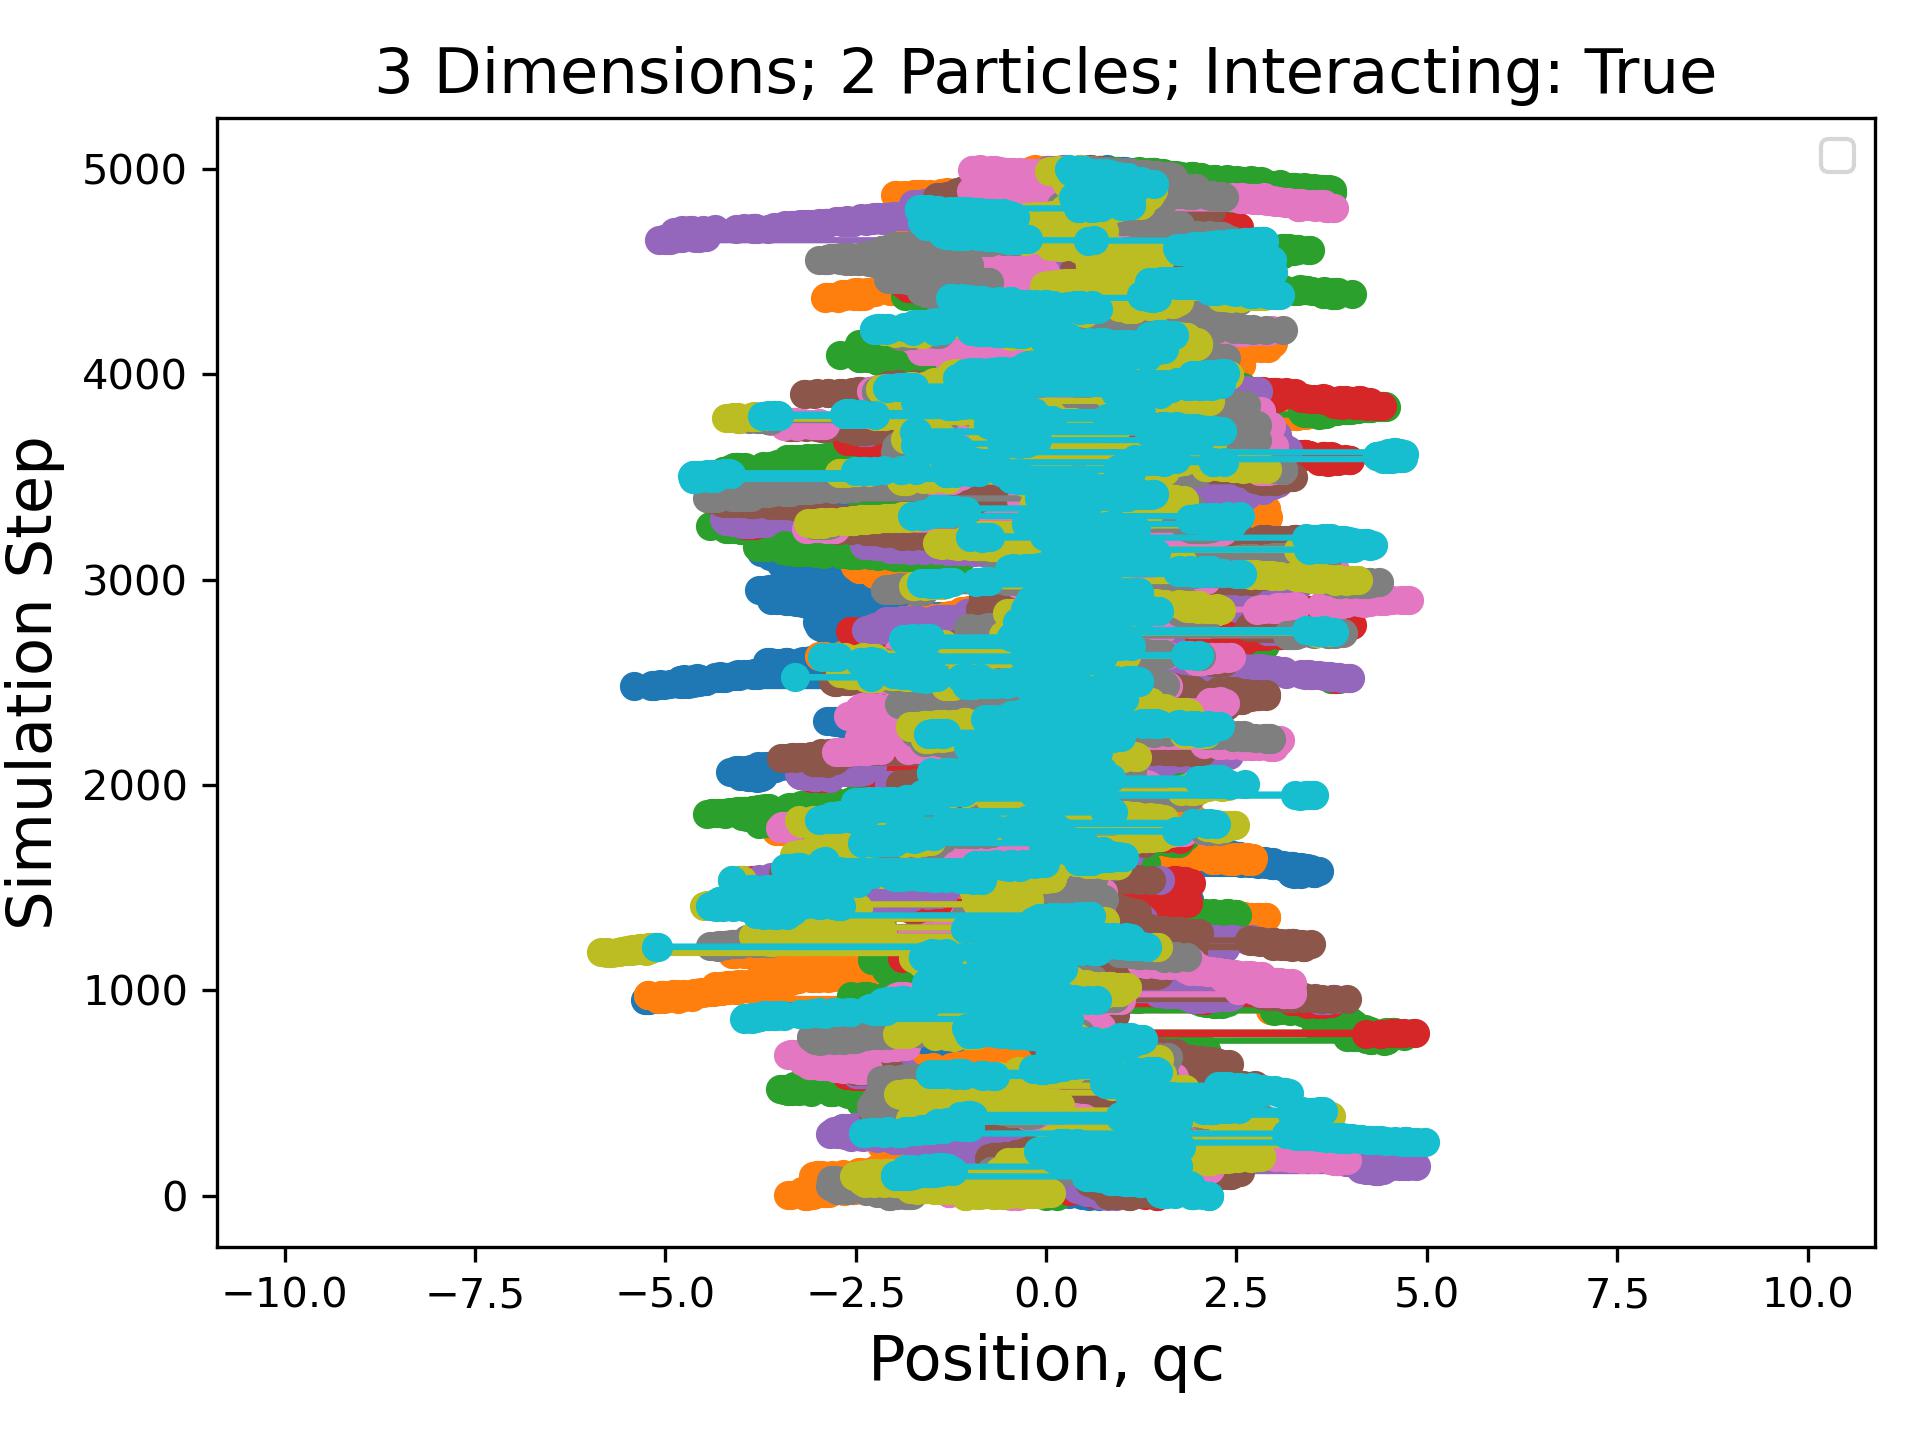 3 Dimensions; 2 Particles; Interacting: True
5000
4000
3000
2000
1000
0
Simulation Step
−10.0 −7.5 −5.0 −2.5 0.0 2.5 5.0 7.5 10.0
Position, qc